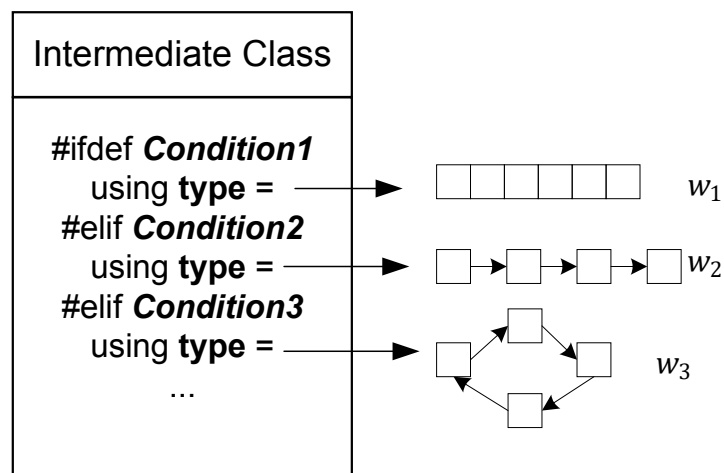 Intermediate Class
#ifdef Condition1
using type =
w₁
#elif Condition2
using type =
w₂
#elif Condition3
using type =
w₃
...